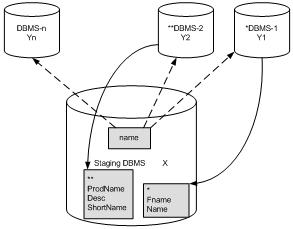 DBMS-n
Yn
**DBMS-2
Y2
*DBMS-1
Y1
name
Staging DBMS X
**
ProdName
Desc
ShortName
*
Fname
Name